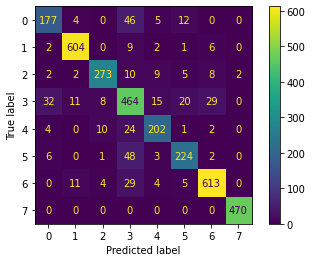 0 177 4 0 46 5 12 0 0
1 2 604 0 9 2 1 6 0
2 2 2 273 10 9 5 8 2
3 32 11 8 464 15 20 29 0
4 4 0 10 24 202 1 2 0
5 6 0 1 48 3 224 2 0
6 0 11 4 29 4 5 613 0
7 0 0 0 0 0 0 0 470
0 1 2 3 4 5 6 7
Predicted label
True label
600
500
400
300
200
100
0